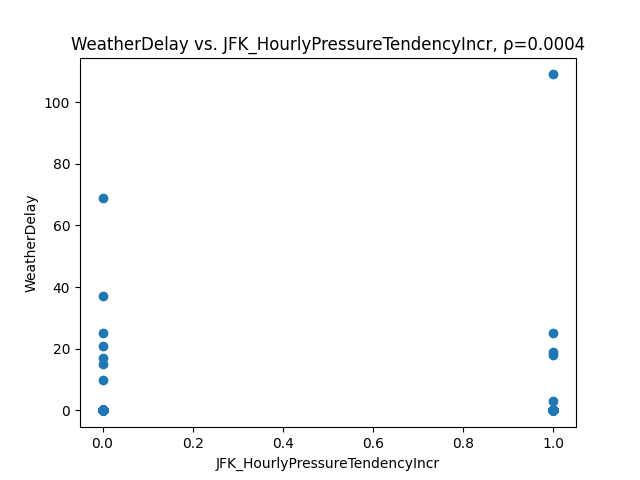 WeatherDelay vs. JFK_HourlyPressureTendencyIncr, ρ=0.0004
100
80
60
40
20
0
WeatherDelay
0.0 0.2 0.4 0.6 0.8 1.0
JFK_HourlyPressureTendencyIncr